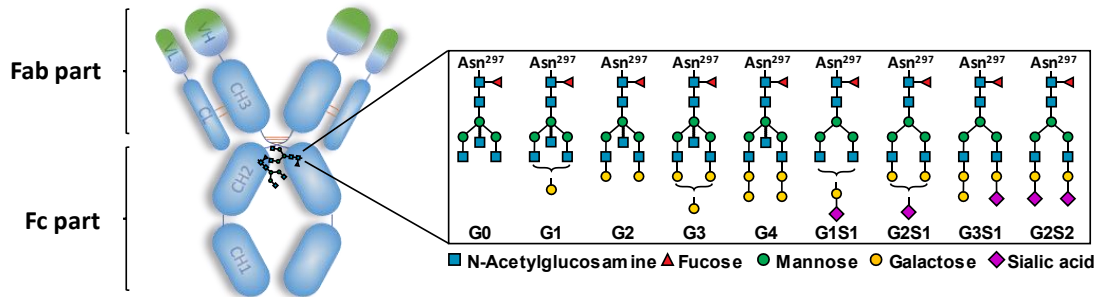 Fab part
Fc part
VL
VH
CL
CH3
CH2
CH1
Asn297 Asn297 Asn297 Asn297 Asn297 Asn297 Asn297 Asn297 Asn297
G0 G1 G2 G3 G4 G1S1 G2S1 G3S1 G2S2
N-Acetylglucosamine Fucose Mannose Galactose Sialic acid